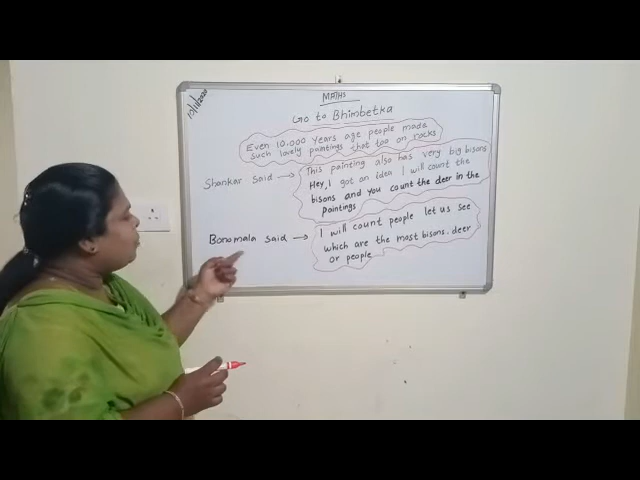 10/11/2020
MATHS
Go to Bhimbetka
Even 10.000 years age people made
such lovely paintings that too on rocks
Shankar said → This painting also has very big bisons
Hey, I got an idea I will count the
bisons and you count the deer in the
paintings
Bonomala said → I will count people let us see
which are the most bisons. deer
or people